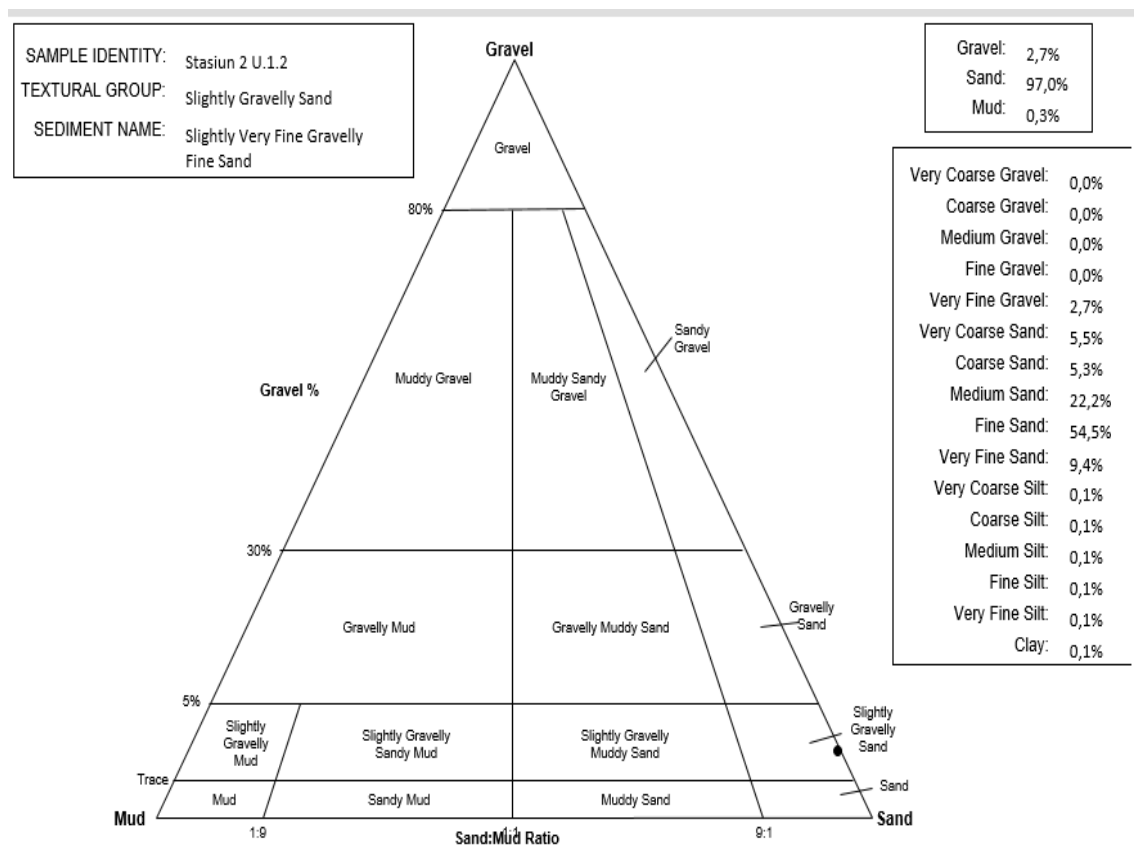 SAMPLE IDENTITY: Stasiun 2 U.1.2
TEXTURAL GROUP: Slightly Gravelly Sand
SEDIMENT NAME: Slightly Very Fine Gravelly
Fine Sand
Gravel: 2,7%
Sand: 97,0%
Mud: 0,3%
Very Coarse Gravel: 0,0%
Coarse Gravel: 0,0%
Medium Gravel: 0,0%
Fine Gravel: 0,0%
Very Fine Gravel: 2,7%
Very Coarse Sand: 5,5%
Coarse Sand: 5,3%
Medium Sand: 22,2%
Fine Sand: 54,5%
Very Fine Sand: 9,4%
Very Coarse Silt: 0,1%
Coarse Silt: 0,1%
Medium Silt: 0,1%
Fine Silt: 0,1%
Very Fine Silt: 0,1%
Clay: 0,1%
Gravel
Gravel
80%
Sandy
Gravel
Muddy Gravel
Muddy Sandy
Gravel
Gravel %
30%
Gravelly Mud
Gravelly Muddy Sand
Gravelly
Sand
5%
Slightly
Gravelly
Mud
Slightly Gravelly
Sandy Mud
Slightly Gravelly
Muddy Sand
Slightly
Gravelly
Sand
Trace
Mud
Sandy Mud
Muddy Sand
Sand
Mud
Sand
1:9
1:1
9:1
Sand:Mud Ratio